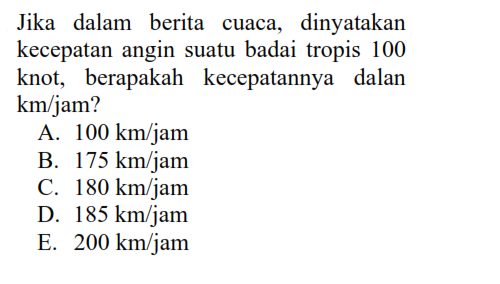 Jika dalam berita cuaca, dinyatakan
kecepatan angin suatu badai tropis 100
knot, berapakah kecepatannya dalan
km/jam?
A. 100 km/jam
B. 175 km/jam
C. 180 km/jam
D. 185 km/jam
E. 200 km/jam